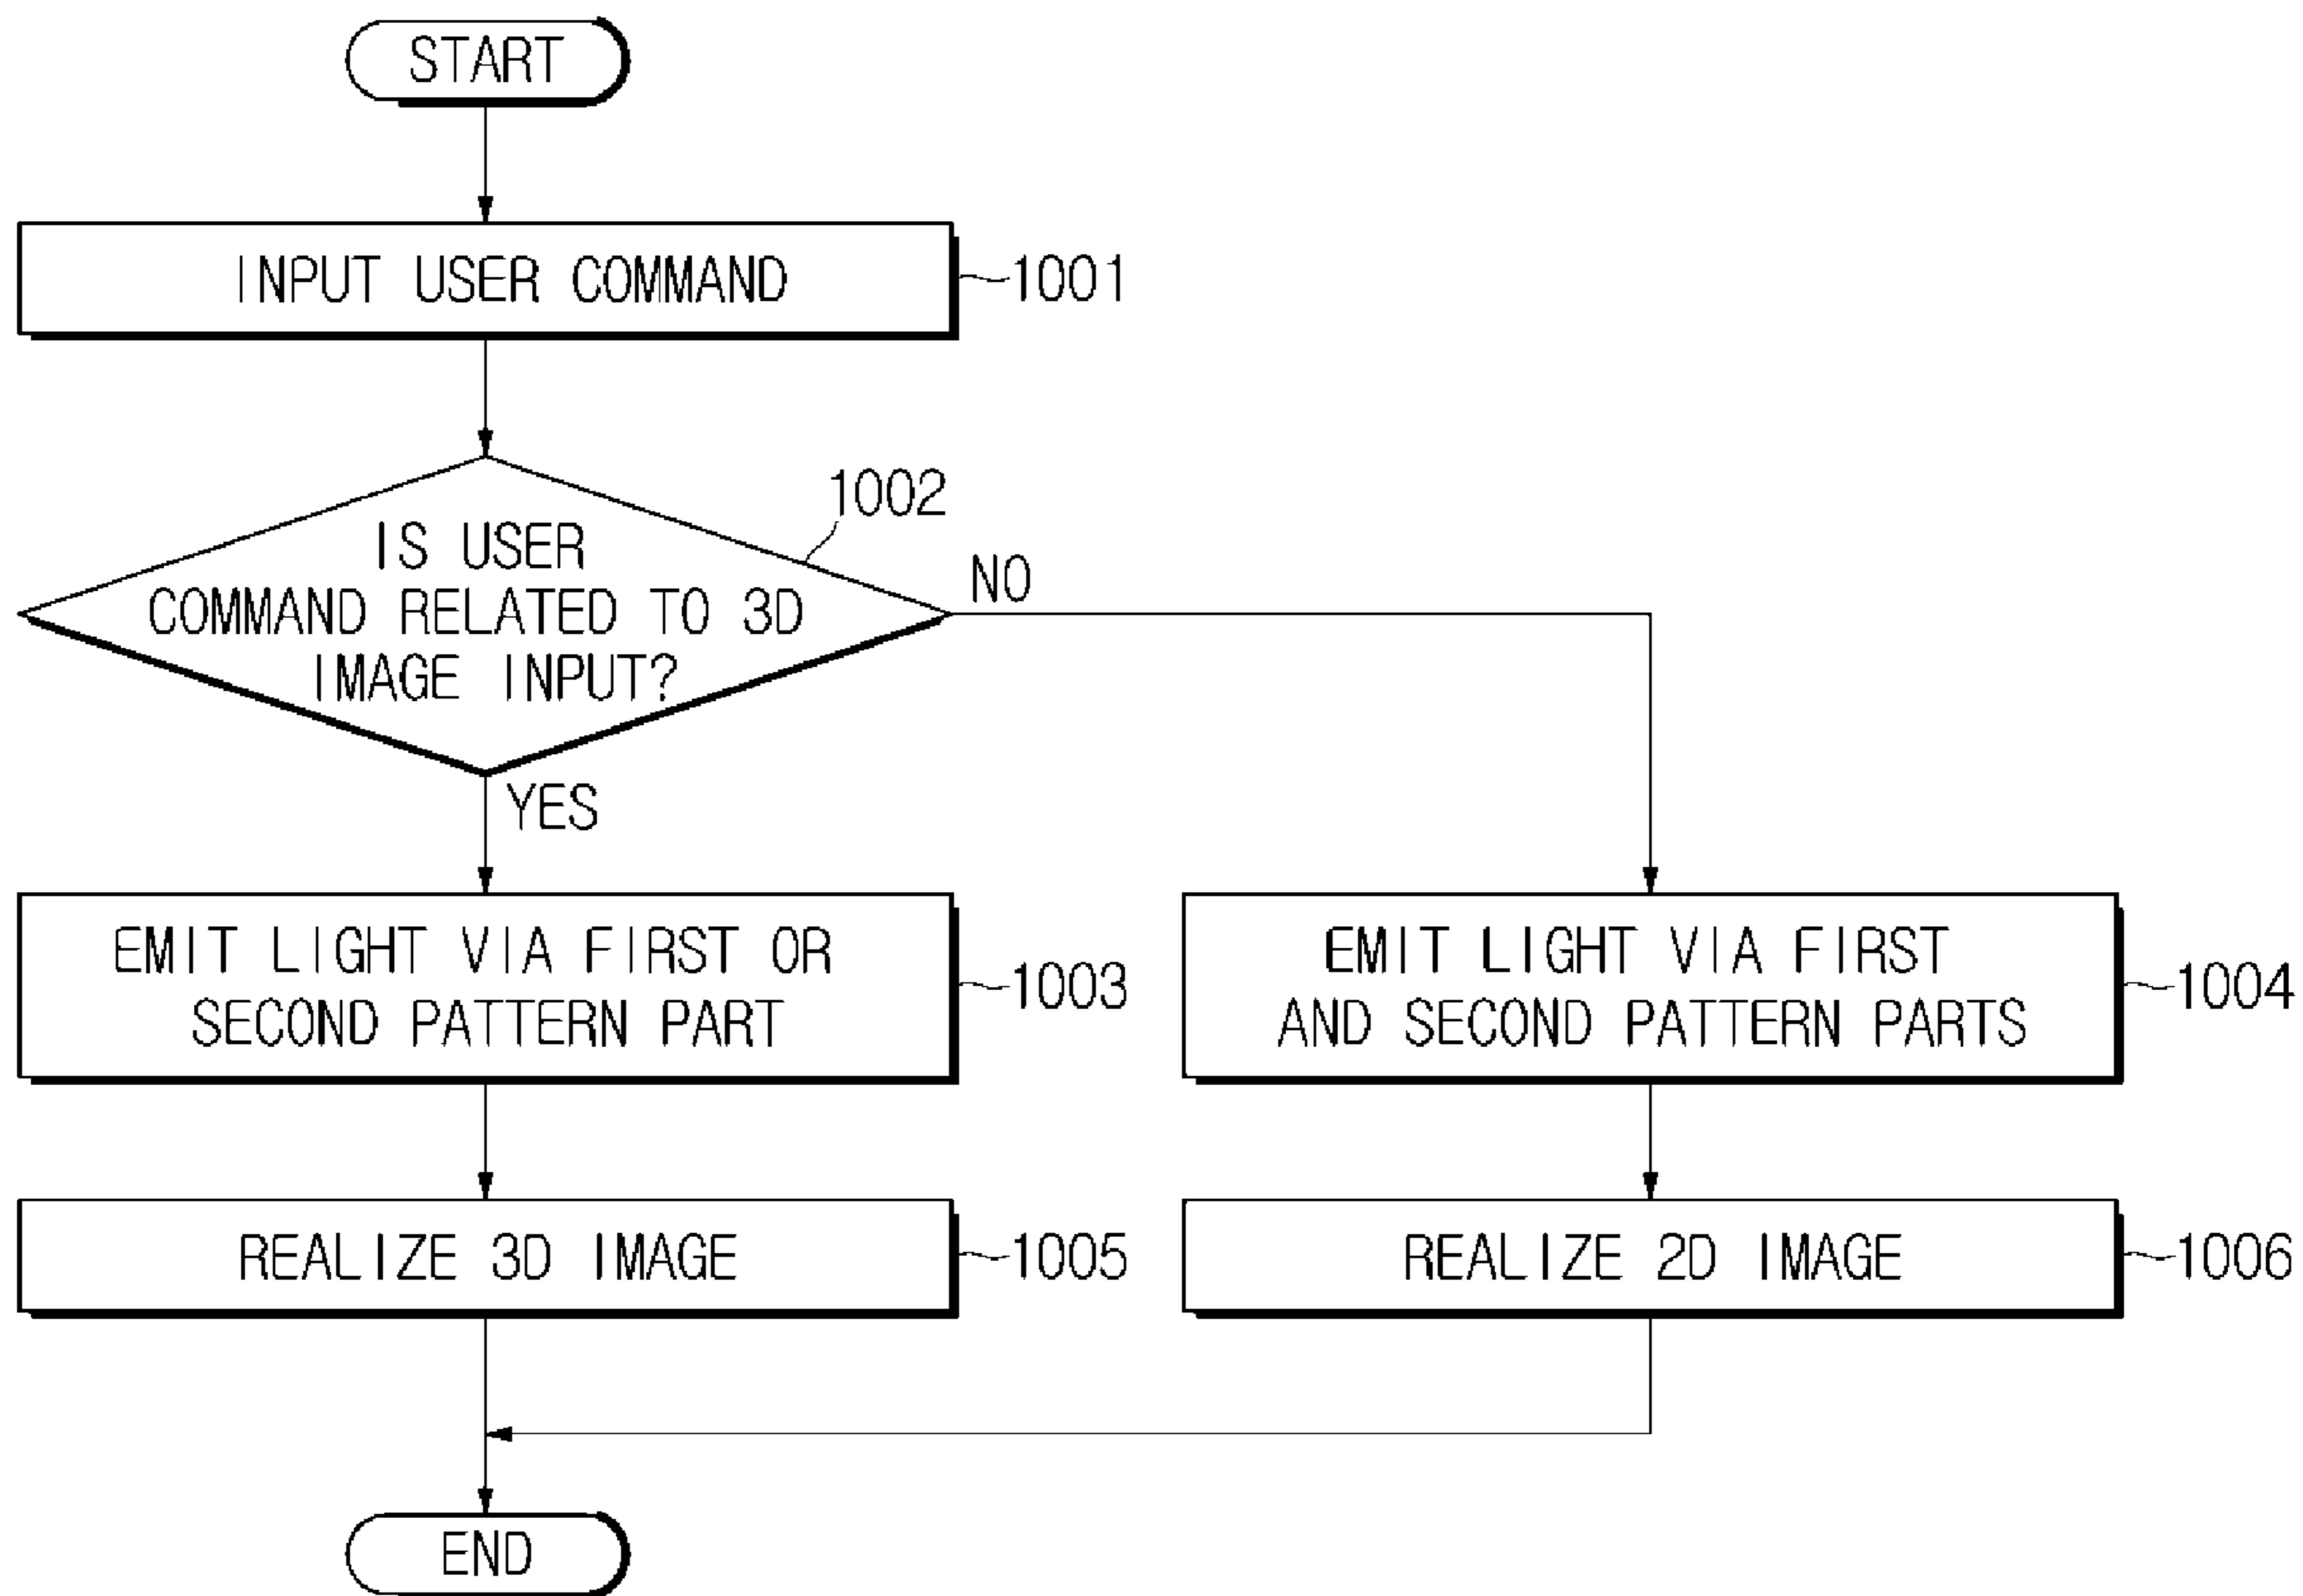 START
INPUT USER COMMAND
1001
1002
IS USER
COMMAND RELATED TO 3D
IMAGE INPUT?
NO
YES
EMIT LIGHT VIA FIRST OR
SECOND PATTERN PART
1003
EMIT LIGHT VIA FIRST
AND SECOND PATTERN PARTS
1004
REALIZE 3D IMAGE
1005
REALIZE 2D IMAGE
1006
END